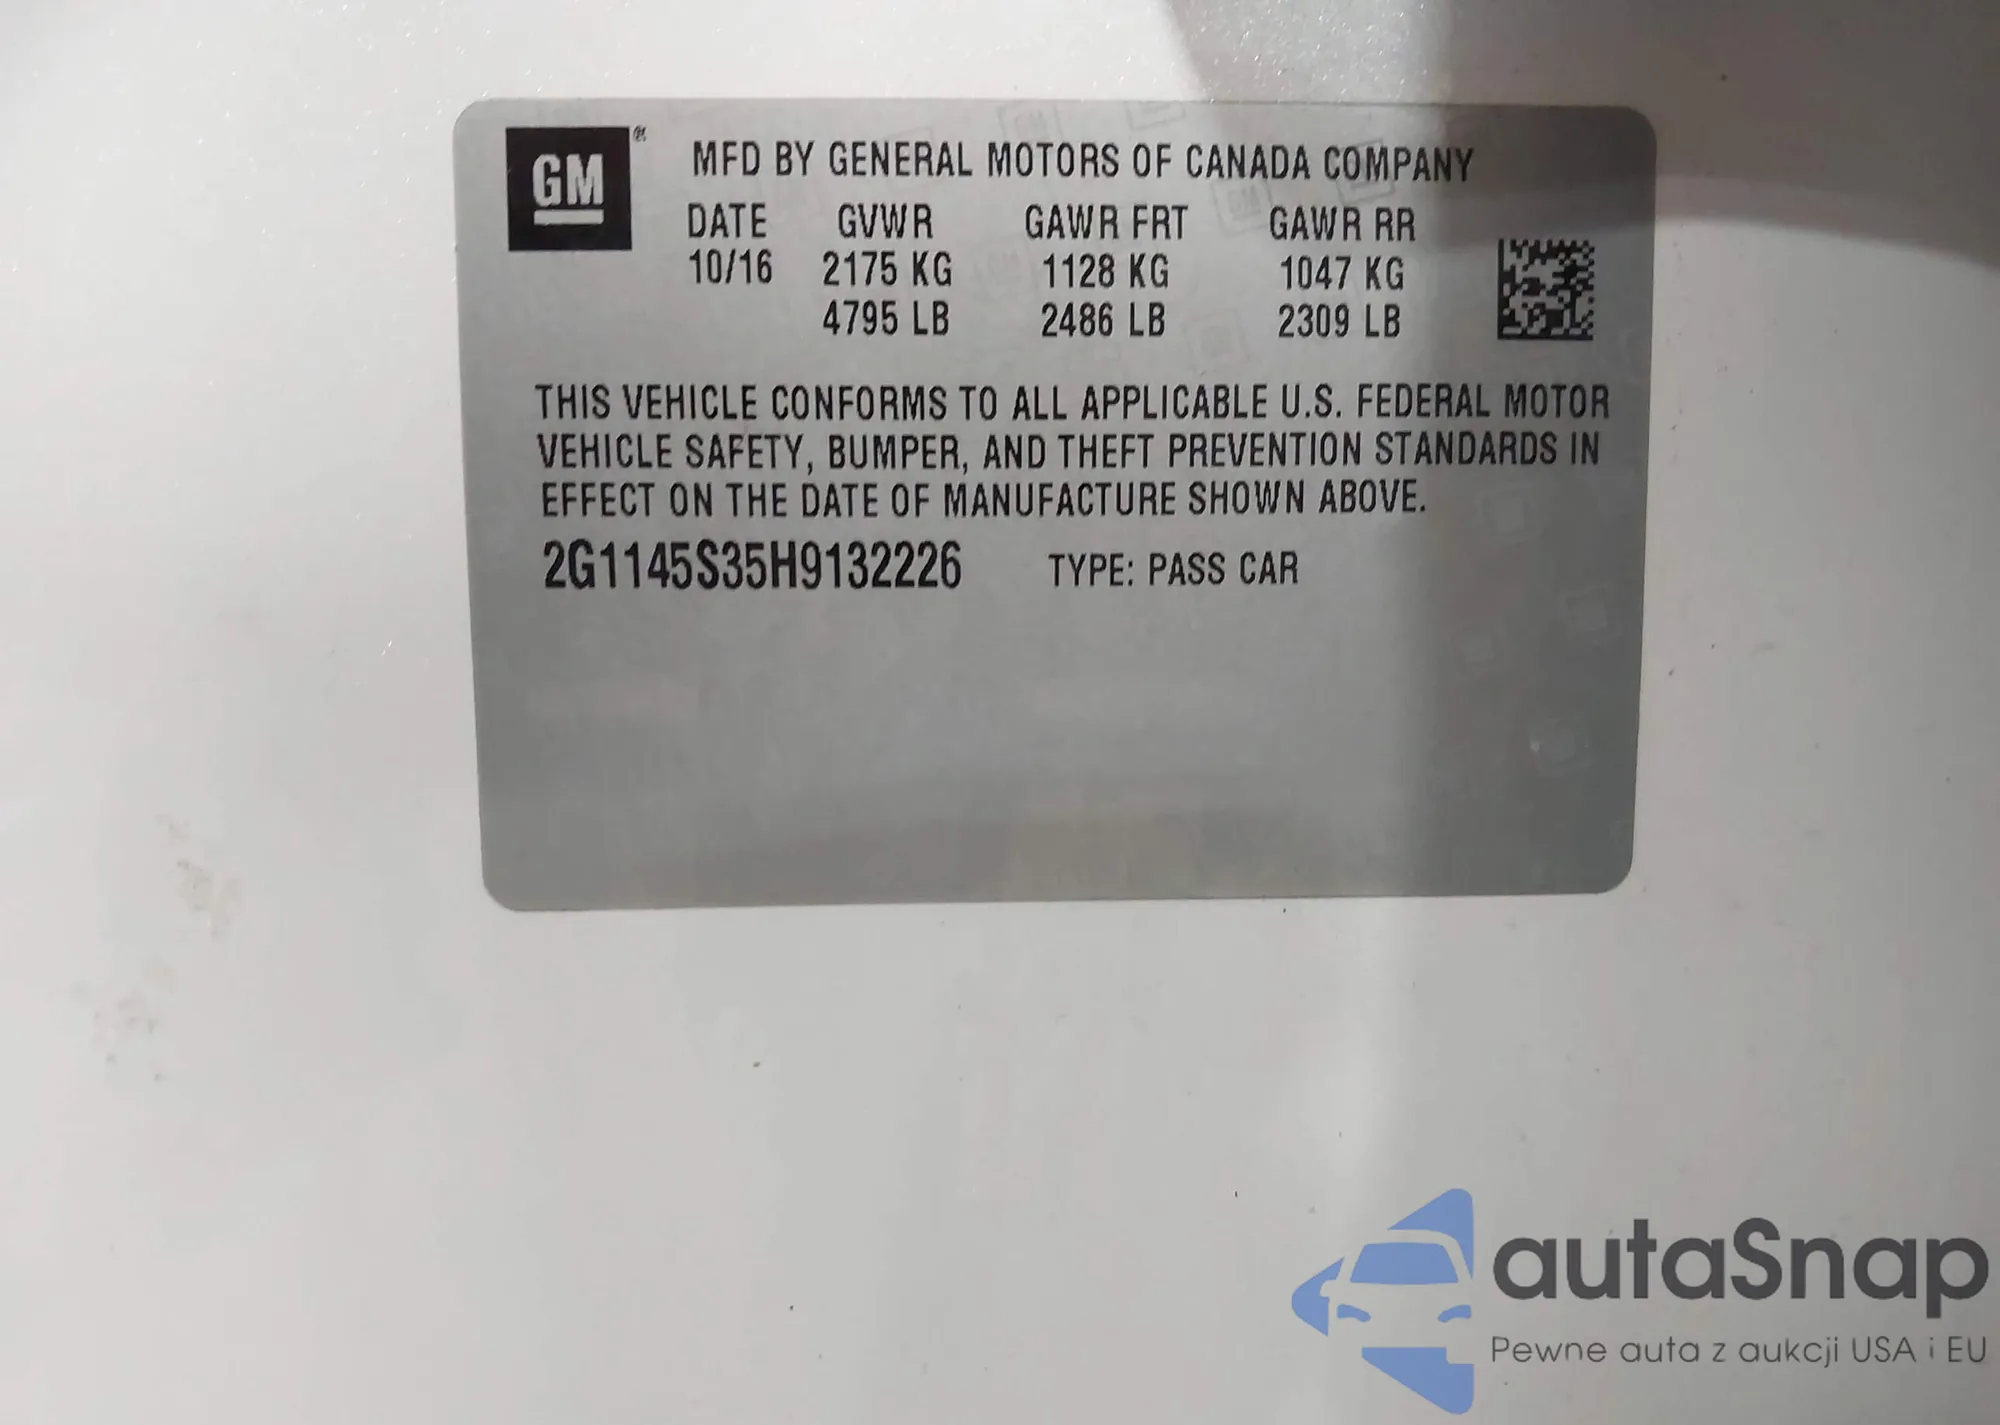 GM ®
MFD BY GENERAL MOTORS OF CANADA COMPANY
DATE GVWR GAWR FRT GAWR RR
10/16 2175 KG 1128 KG 1047 KG
4795 LB 2486 LB 2309 LB
THIS VEHICLE CONFORMS TO ALL APPLICABLE U.S. FEDERAL MOTOR
VEHICLE SAFETY, BUMPER, AND THEFT PREVENTION STANDARDS IN
EFFECT ON THE DATE OF MANUFACTURE SHOWN ABOVE.
2G1145S35H9132226 TYPE: PASS CAR
autaSnap
Pewne auta z aukcji USA i EU